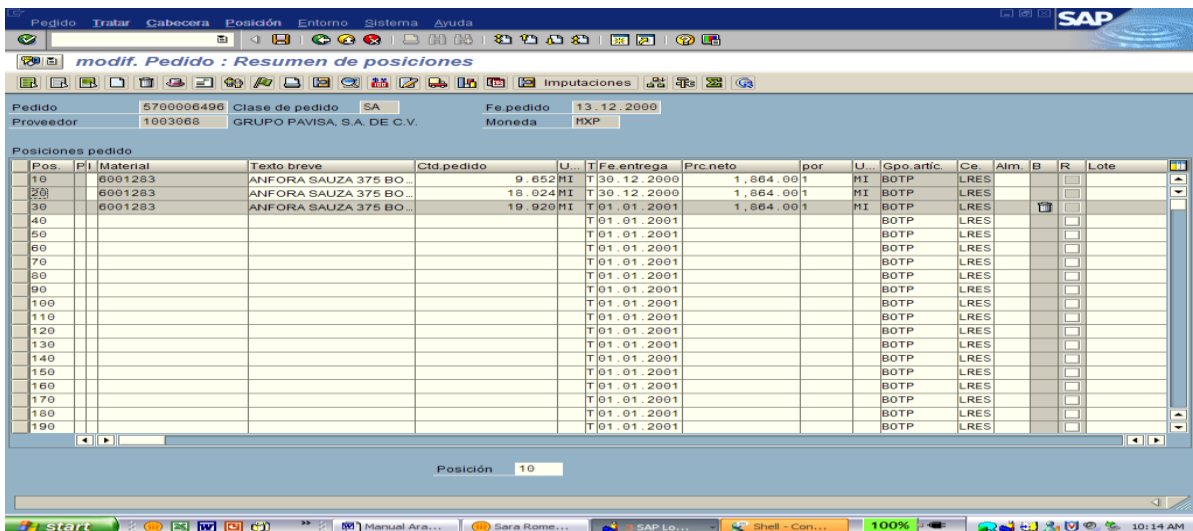 Pedido Tratar Cabecera Posición Entorno Sistema Ayuda
SAP
modif. Pedido : Resumen de posiciones
Imputaciones
Pedido 5700006496 Clase de pedido SA Fe.pedido 13.12.2000
Proveedor 1003068 GRUPO PAVISA, S.A. DE C.V. Moneda MXP
Posiciones pedido
Pos. P I Material Texto breve Ctd.pedido U... T Fe.entrega Prc.neto por U... Gpo.artíc. Ce. Alm. B R Lote
10 6001283 ANFORA SAUZA 375 BO... 9.652 MI T 30.12.2000 1,864.00 1 MI BOTP LRES
20 6001283 ANFORA SAUZA 375 BO... 18.024 MI T 30.12.2000 1,864.00 1 MI BOTP LRES
30 6001283 ANFORA SAUZA 375 BO... 19.920 MI T 01.01.2001 1,864.00 1 MI BOTP LRES
40 T 01.01.2001 BOTP LRES
50 T 01.01.2001 BOTP LRES
60 T 01.01.2001 BOTP LRES
70 T 01.01.2001 BOTP LRES
80 T 01.01.2001 BOTP LRES
90 T 01.01.2001 BOTP LRES
100 T 01.01.2001 BOTP LRES
110 T 01.01.2001 BOTP LRES
120 T 01.01.2001 BOTP LRES
130 T 01.01.2001 BOTP LRES
140 T 01.01.2001 BOTP LRES
150 T 01.01.2001 BOTP LRES
160 T 01.01.2001 BOTP LRES
170 T 01.01.2001 BOTP LRES
180 T 01.01.2001 BOTP LRES
190 T 01.01.2001 BOTP LRES
Posición 10
start » Manual Ara... Sara Rome... SAP Lo... Shell - Con... 100% 10:14 AM